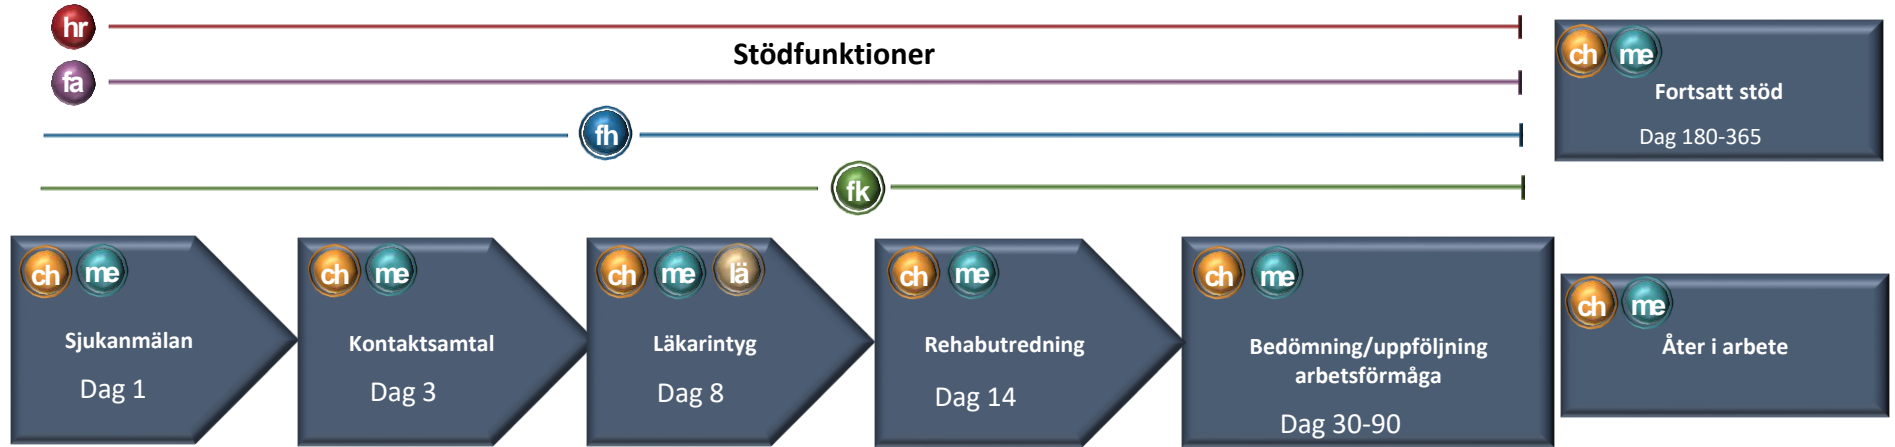 hr
Stödfunktioner
fa
fh
fk
ch me
Fortsatt stöd
Dag 180-365
ch me
Sjukanmälan
Dag 1
ch me
Kontaktsamtal
Dag 3
ch me lä
Läkarintyg
Dag 8
ch me
Rehabutredning
Dag 14
ch me
Bedömning/uppföljning
arbetsförmåga
Dag 30-90
ch me
Åter i arbete